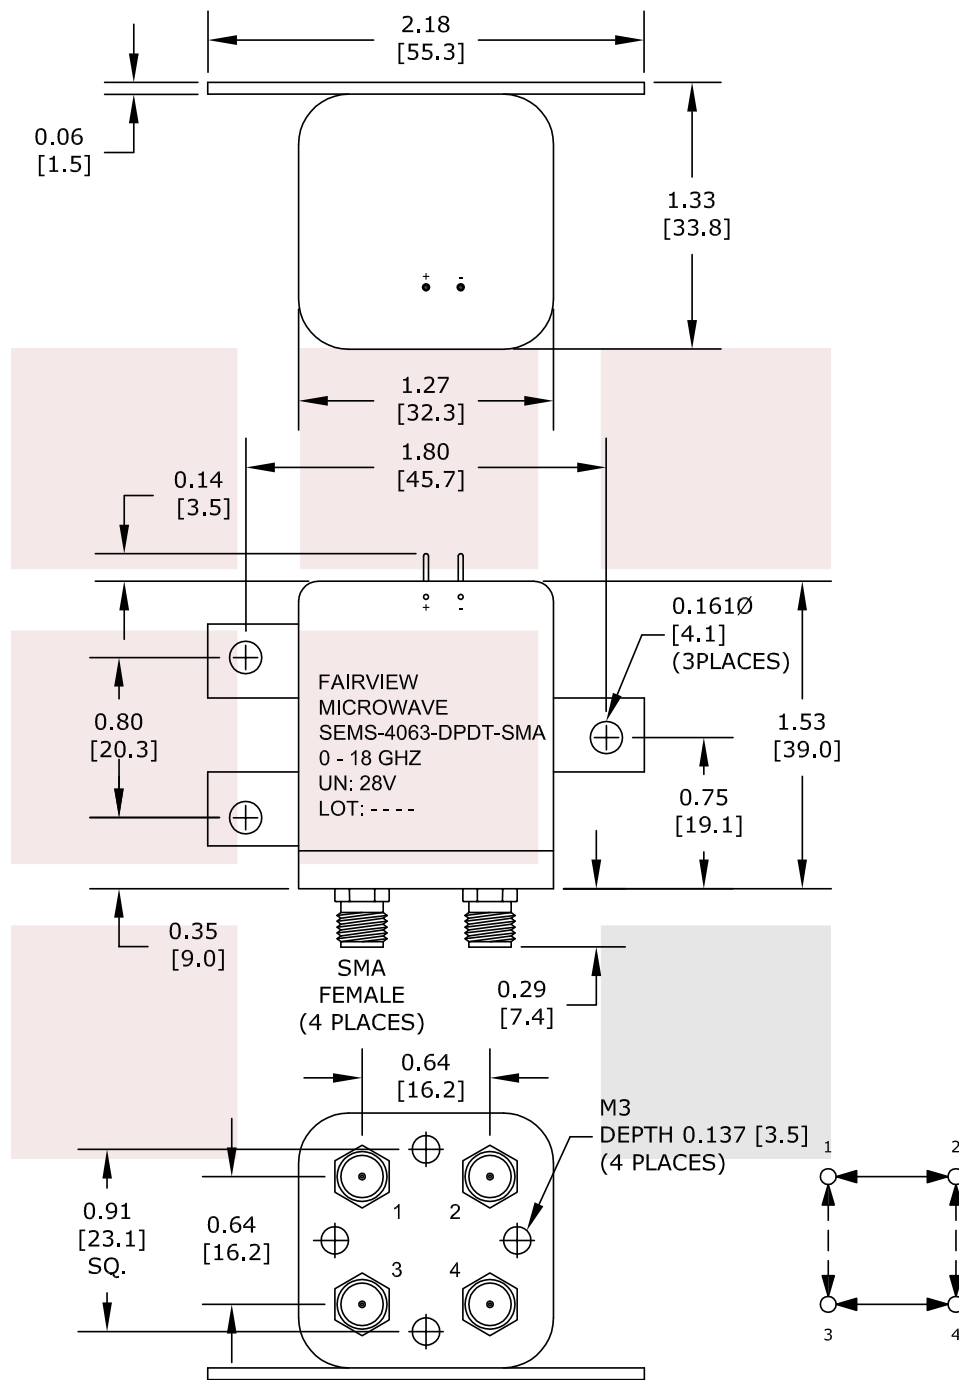 2.18
[55.3]
0.06
[1.5]
1.33
[33.8]
+ -
1.27
[32.3]
1.80
[45.7]
0.14
[3.5]
+ -
0.161Ø
[4.1]
(3PLACES)
FAIRVIEW
MICROWAVE
SEMS-4063-DPDT-SMA
0 - 18 GHZ
UN: 28V
LOT: - - - -
0.80
[20.3]
1.53
[39.0]
0.75
[19.1]
0.35
[9.0]
SMA
FEMALE
(4 PLACES)
0.29
[7.4]
0.64
[16.2]
M3
DEPTH 0.137 [3.5]
(4 PLACES)
0.91
[23.1]
SQ.
0.64
[16.2]
1 2
3 4
1 2
3 4